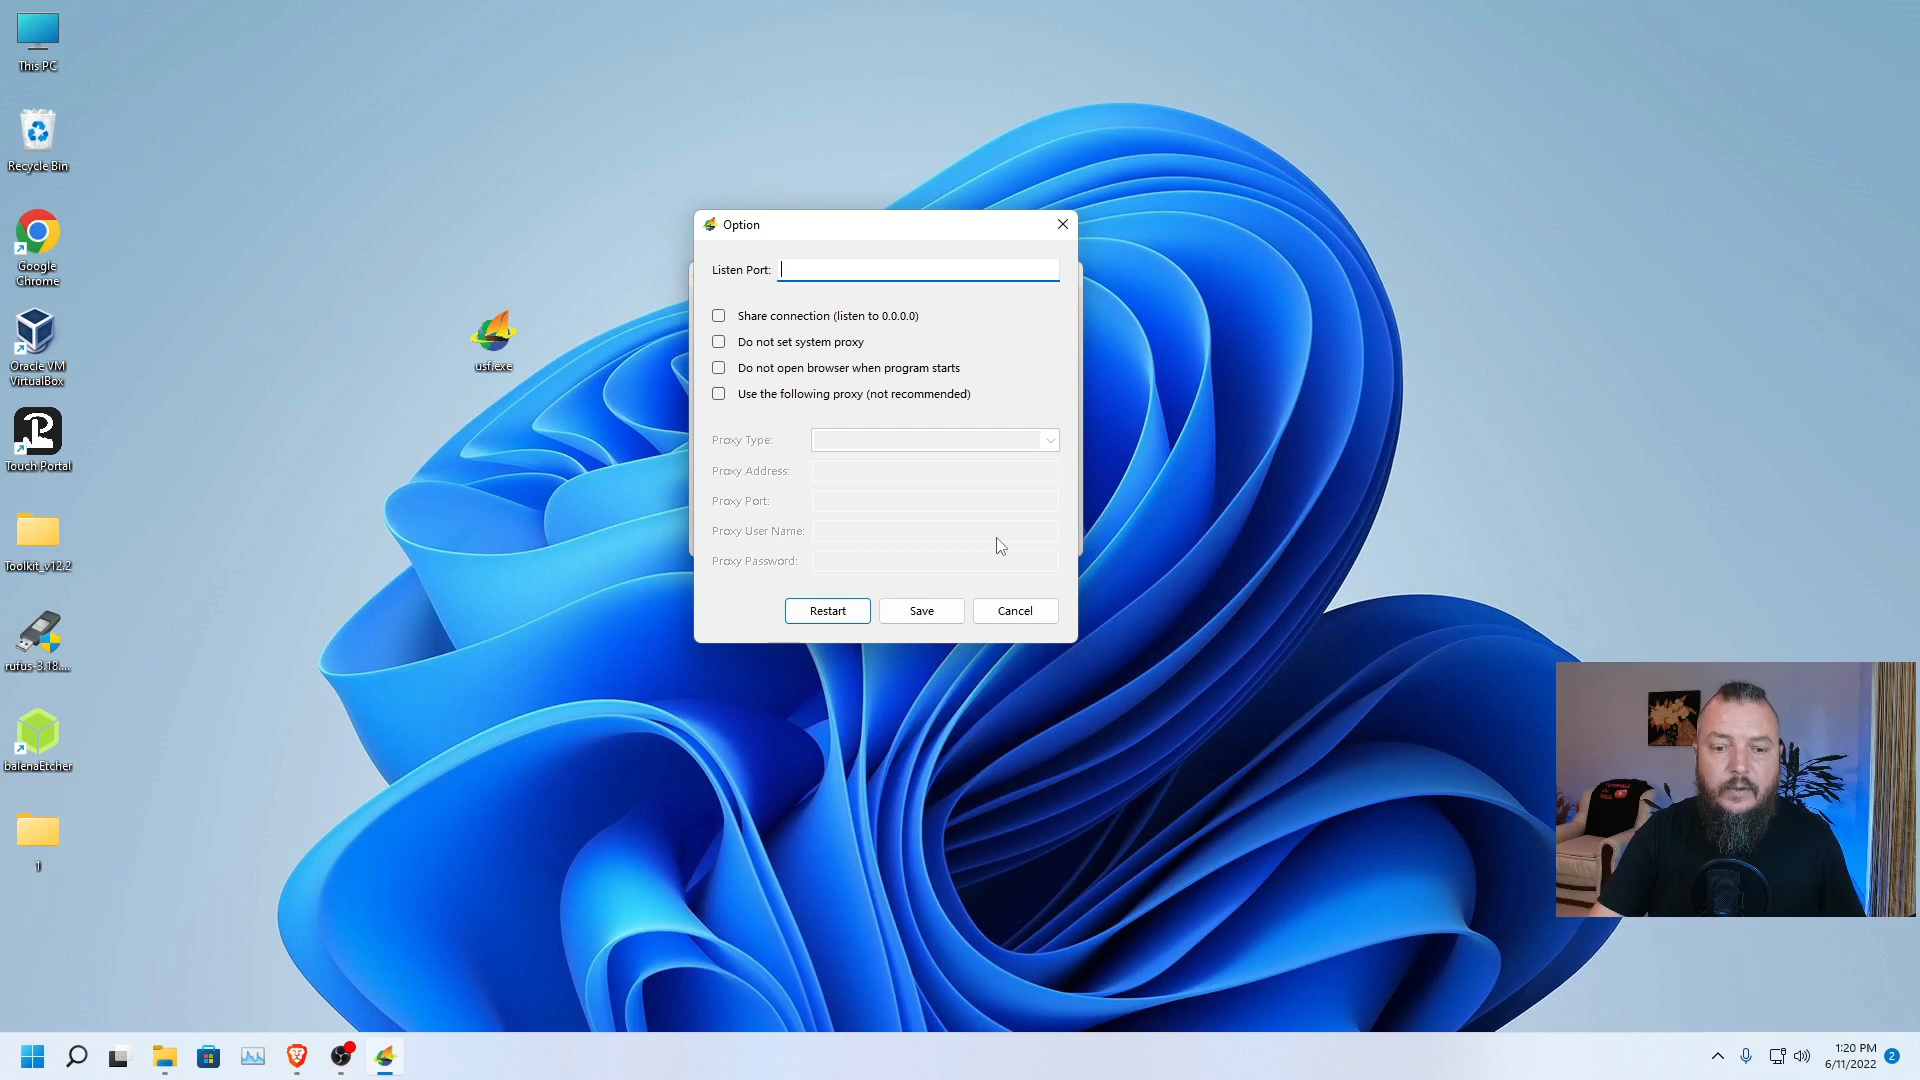 This PC
Recycle Bin
Google
Chrome
Oracle VM
VirtualBox
Touch Portal
Toolkit_v12.2
rufus-3.18....
balenaEtcher
1
usf.exe
Option
Listen Port:
Share connection (listen to 0.0.0.0)
Do not set system proxy
Do not open browser when program starts
Use the following proxy (not recommended)
Proxy Type:
Proxy Address:
Proxy Port:
Proxy User Name:
Proxy Password:
Restart
Save
Cancel
1:20 PM
6/11/2022
2